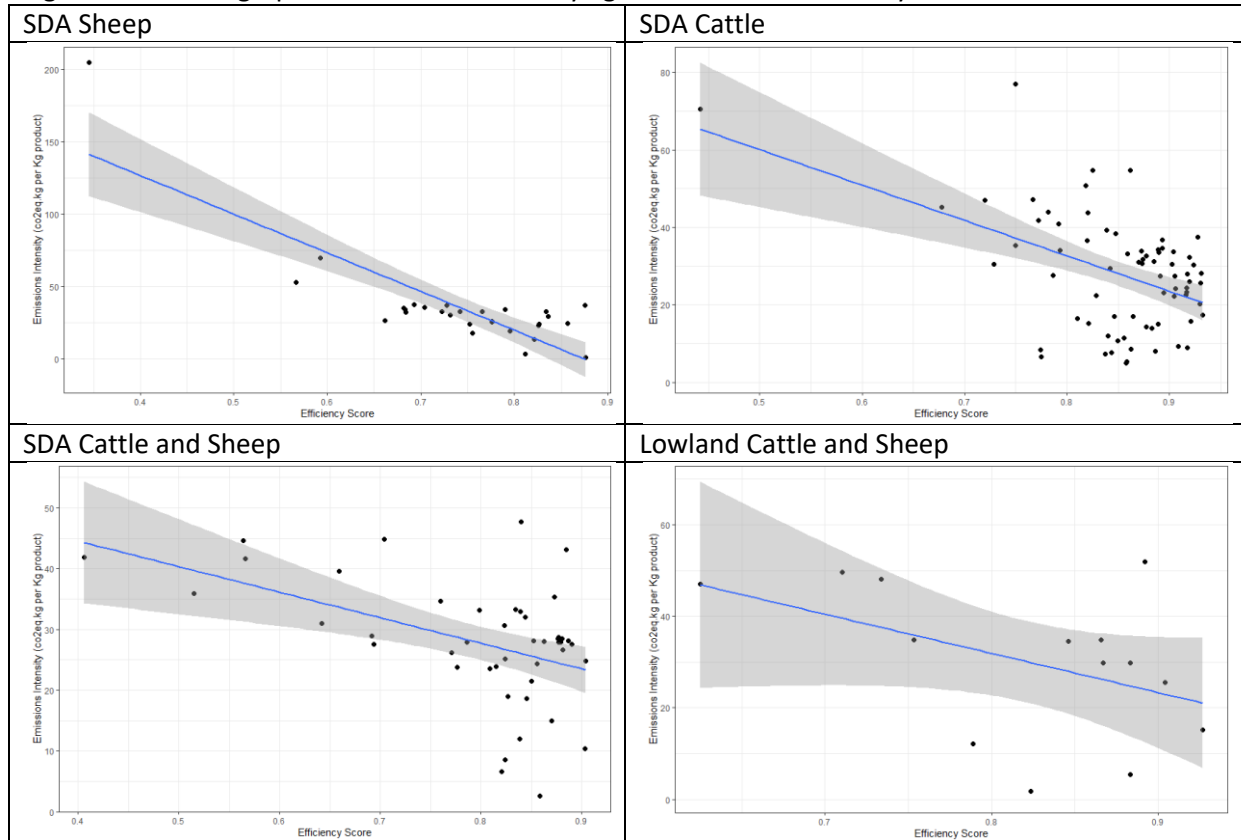 SDA Sheep
200
150
100
50
0
Emissions Intensity (co2eq.kg per Kg product)
0.4 0.5 0.6 0.7 0.8 0.9
Efficiency Score
SDA Cattle
80
60
40
20
0
Emissions Intensity (co2eq.kg per Kg product)
0.5 0.6 0.7 0.8 0.9
Efficiency Score
SDA Cattle and Sheep
50
40
30
20
10
0
Emissions Intensity (co2eq.kg per Kg product)
0.4 0.5 0.6 0.7 0.8 0.9
Efficiency Score
Lowland Cattle and Sheep
60
40
20
0
Emissions Intensity (co2eq.kg per Kg product)
0.7 0.8 0.9
Efficiency Score